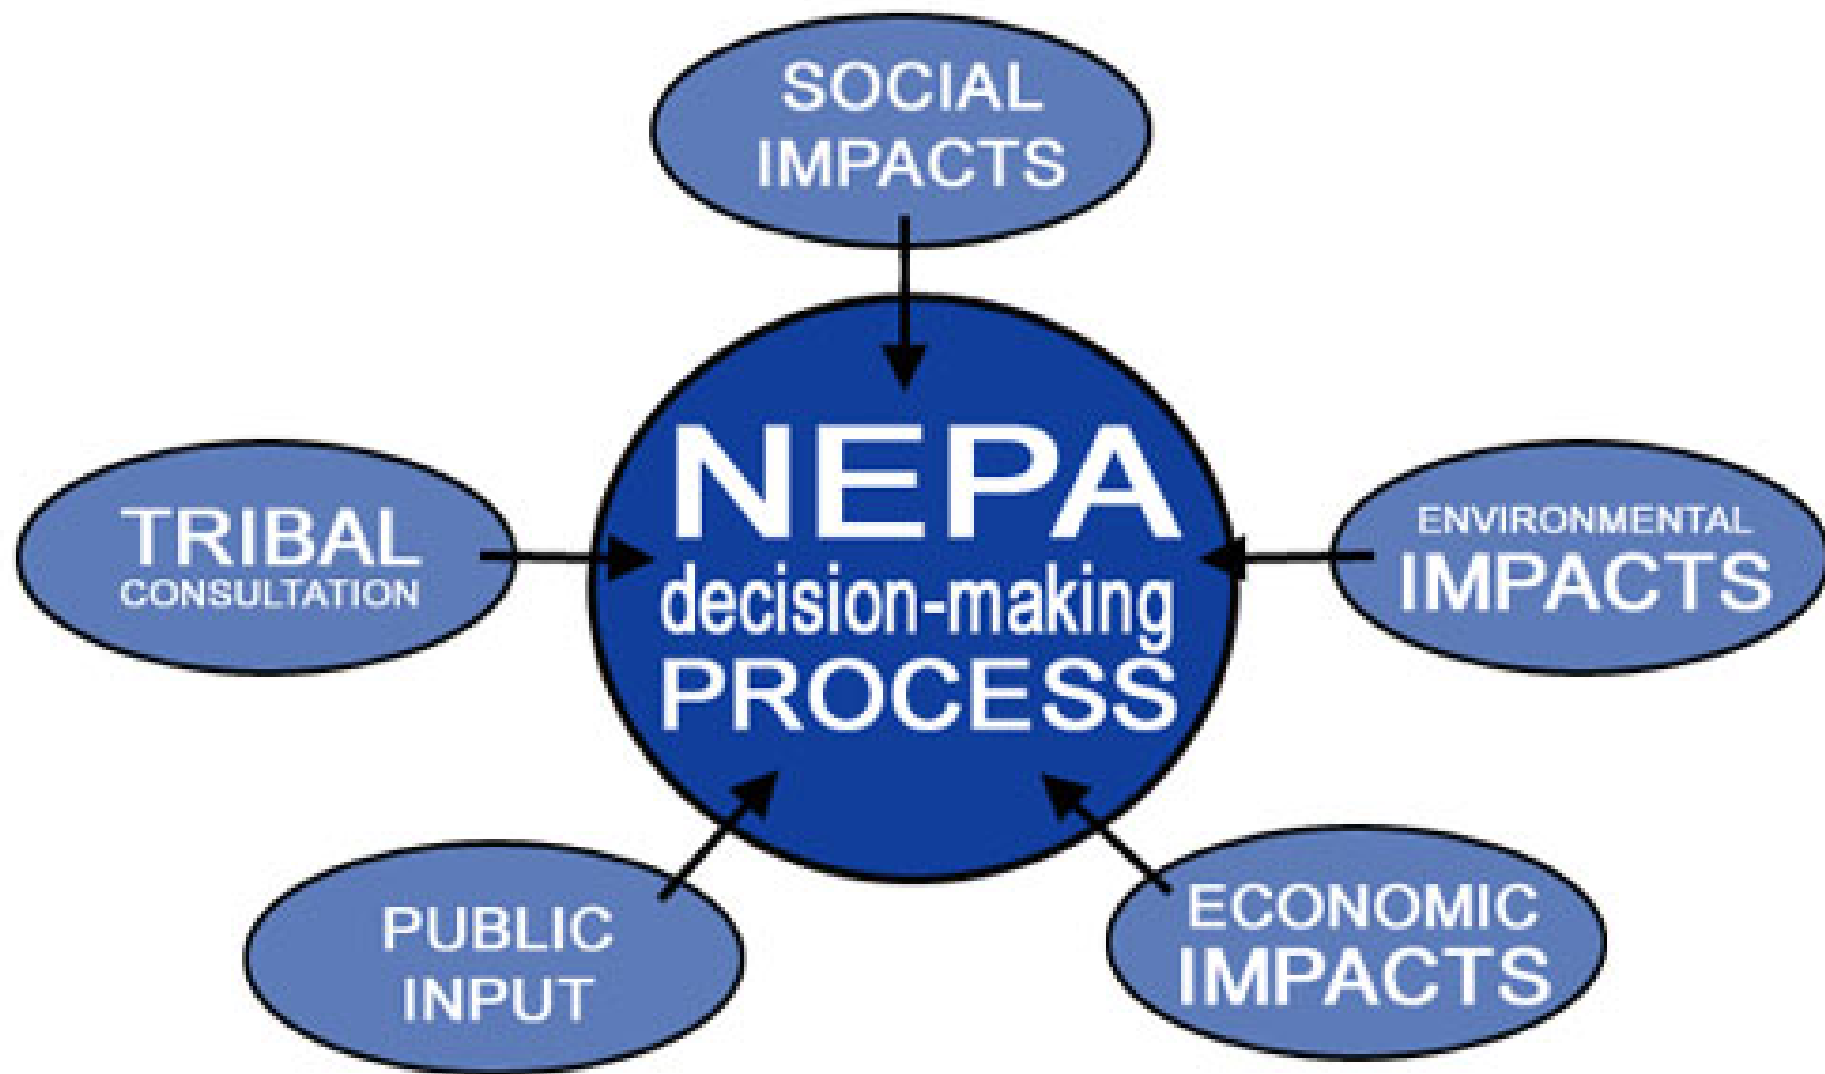 SOCIAL
IMPACTS
NEPA
decision-making
PROCESS
TRIBAL
CONSULTATION
ENVIRONMENTAL
IMPACTS
PUBLIC
INPUT
ECONOMIC
IMPACTS